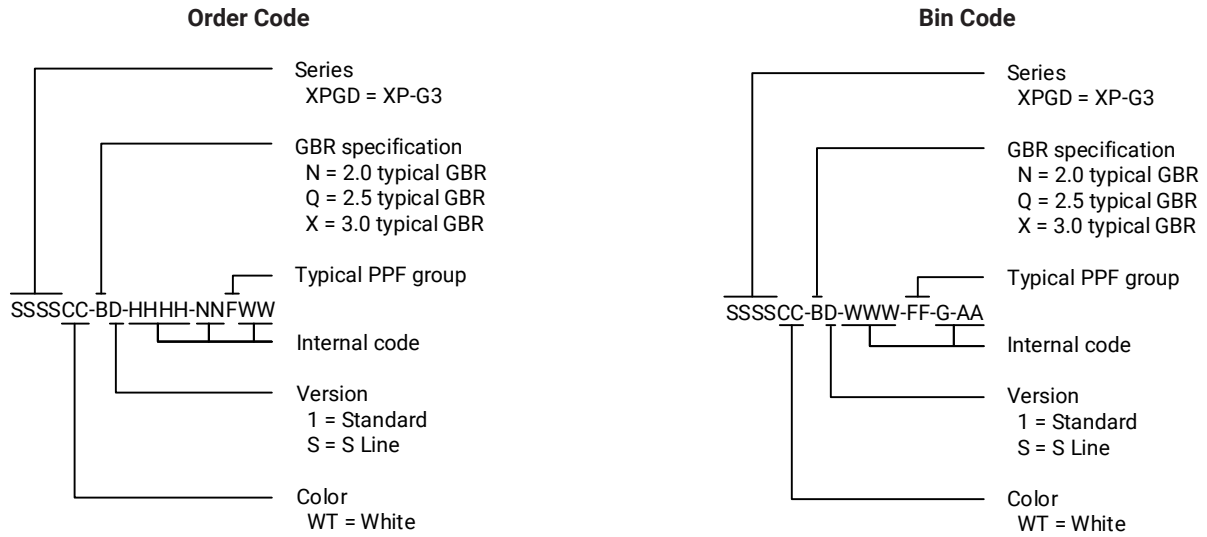 Order Code
Series
XPGD = XP-G3
GBR specification
N = 2.0 typical GBR
Q = 2.5 typical GBR
X = 3.0 typical GBR
Typical PPF group
SSSSCC-BD-HHHH-NNFWW
Internal code
Version
1 = Standard
S = S Line
Color
WT = White
Bin Code
Series
XPGD = XP-G3
GBR specification
N = 2.0 typical GBR
Q = 2.5 typical GBR
X = 3.0 typical GBR
Typical PPF group
SSSSCC-BD-WWW-FF-G-AA
Internal code
Version
1 = Standard
S = S Line
Color
WT = White